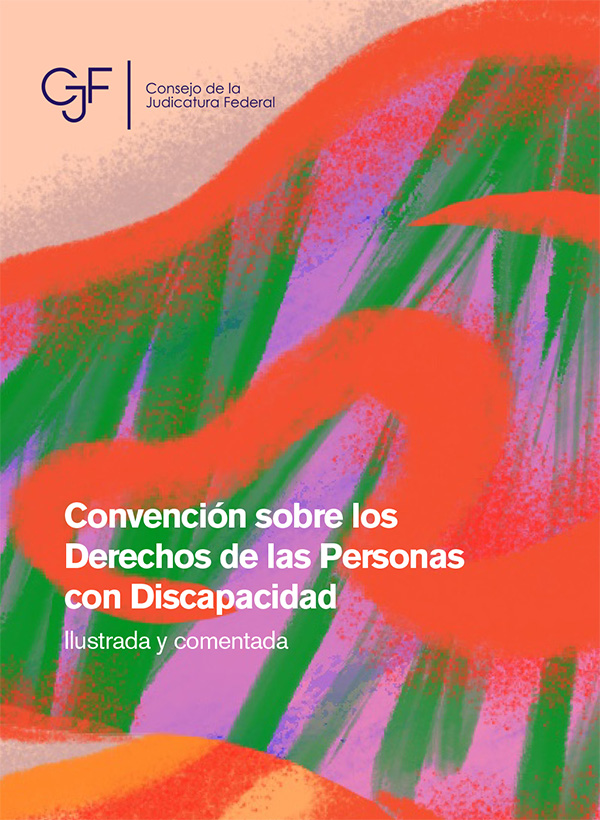 CJF
Consejo de la
Judicatura Federal
Convención sobre los
Derechos de las Personas
con Discapacidad
Ilustrada y comentada